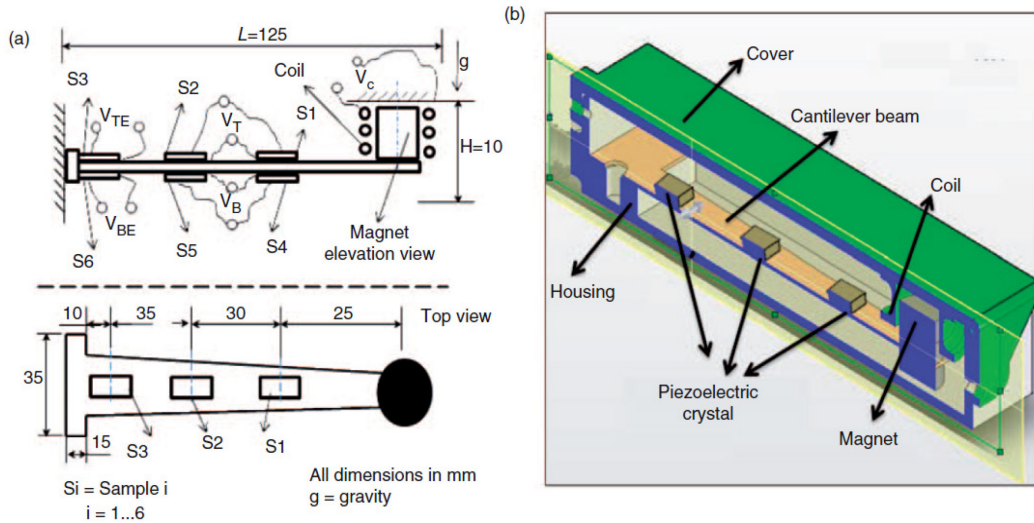 (a)
L=125
S3
S2
Coil
V_C
g
V_TE
V_T
S1
H=10
V_B
V_BE
S6
S5
S4
Magnet
elevation view
10
35
30
25
Top view
35
15
S3
S2
S1
Si = Sample i
i = 1...6
All dimensions in mm
g = gravity
(b)
Cover
Cantilever beam
Coil
Housing
Piezoelectric
crystal
Magnet